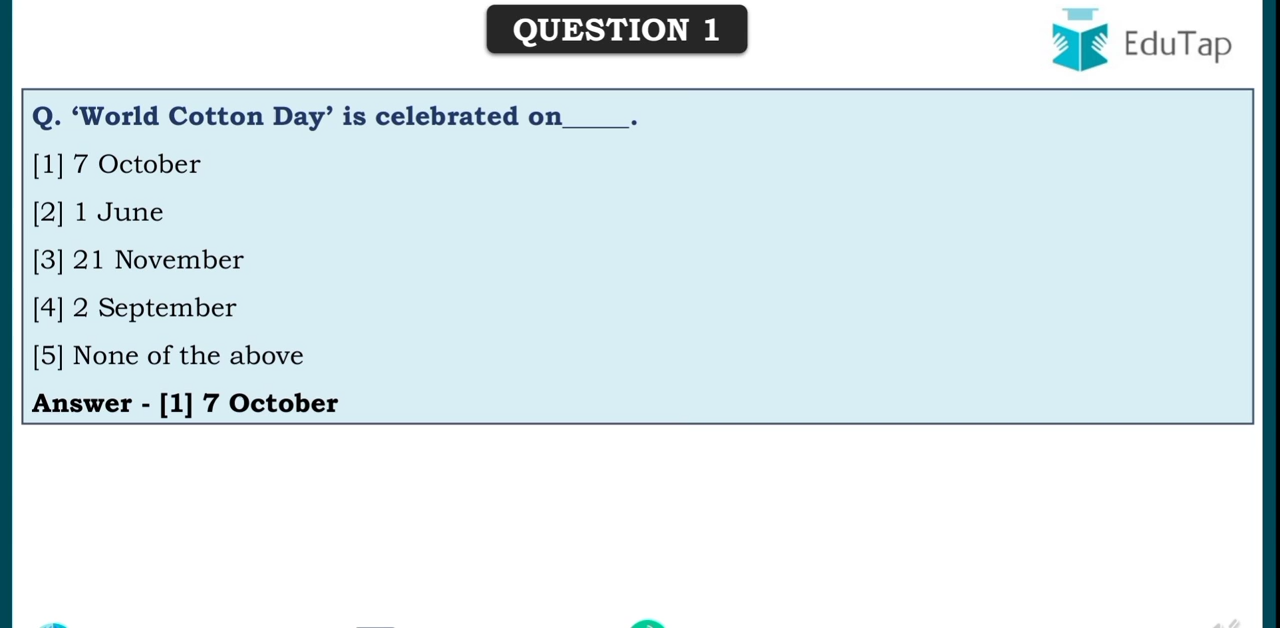 QUESTION 1
EduTap
Q. ‘World Cotton Day’ is celebrated on_____.
[1] 7 October
[2] 1 June
[3] 21 November
[4] 2 September
[5] None of the above
Answer - [1] 7 October